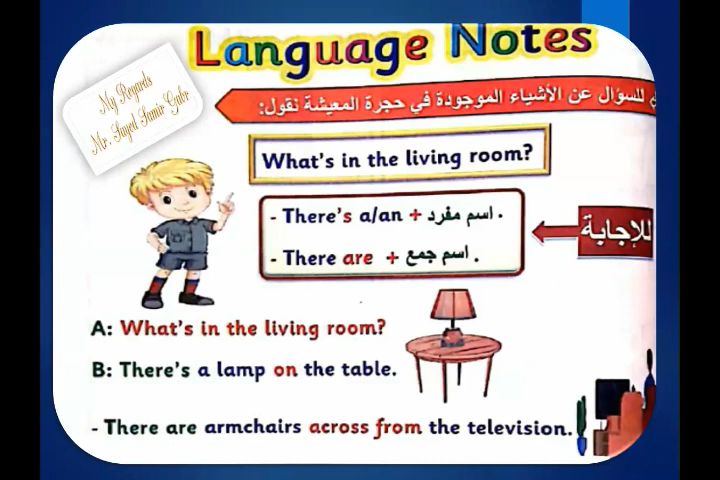 Language Notes
My Regards
Mr. Sayed Samir Gabr
للسؤال عن الأشياء الموجودة في حجرة المعيشة نقول:
What's in the living room?
- There's a/an + اسم مفرد .
للإجابة
- There are + اسم جمع .
A: What's in the living room?
B: There's a lamp on the table.
- There are armchairs across from the television.